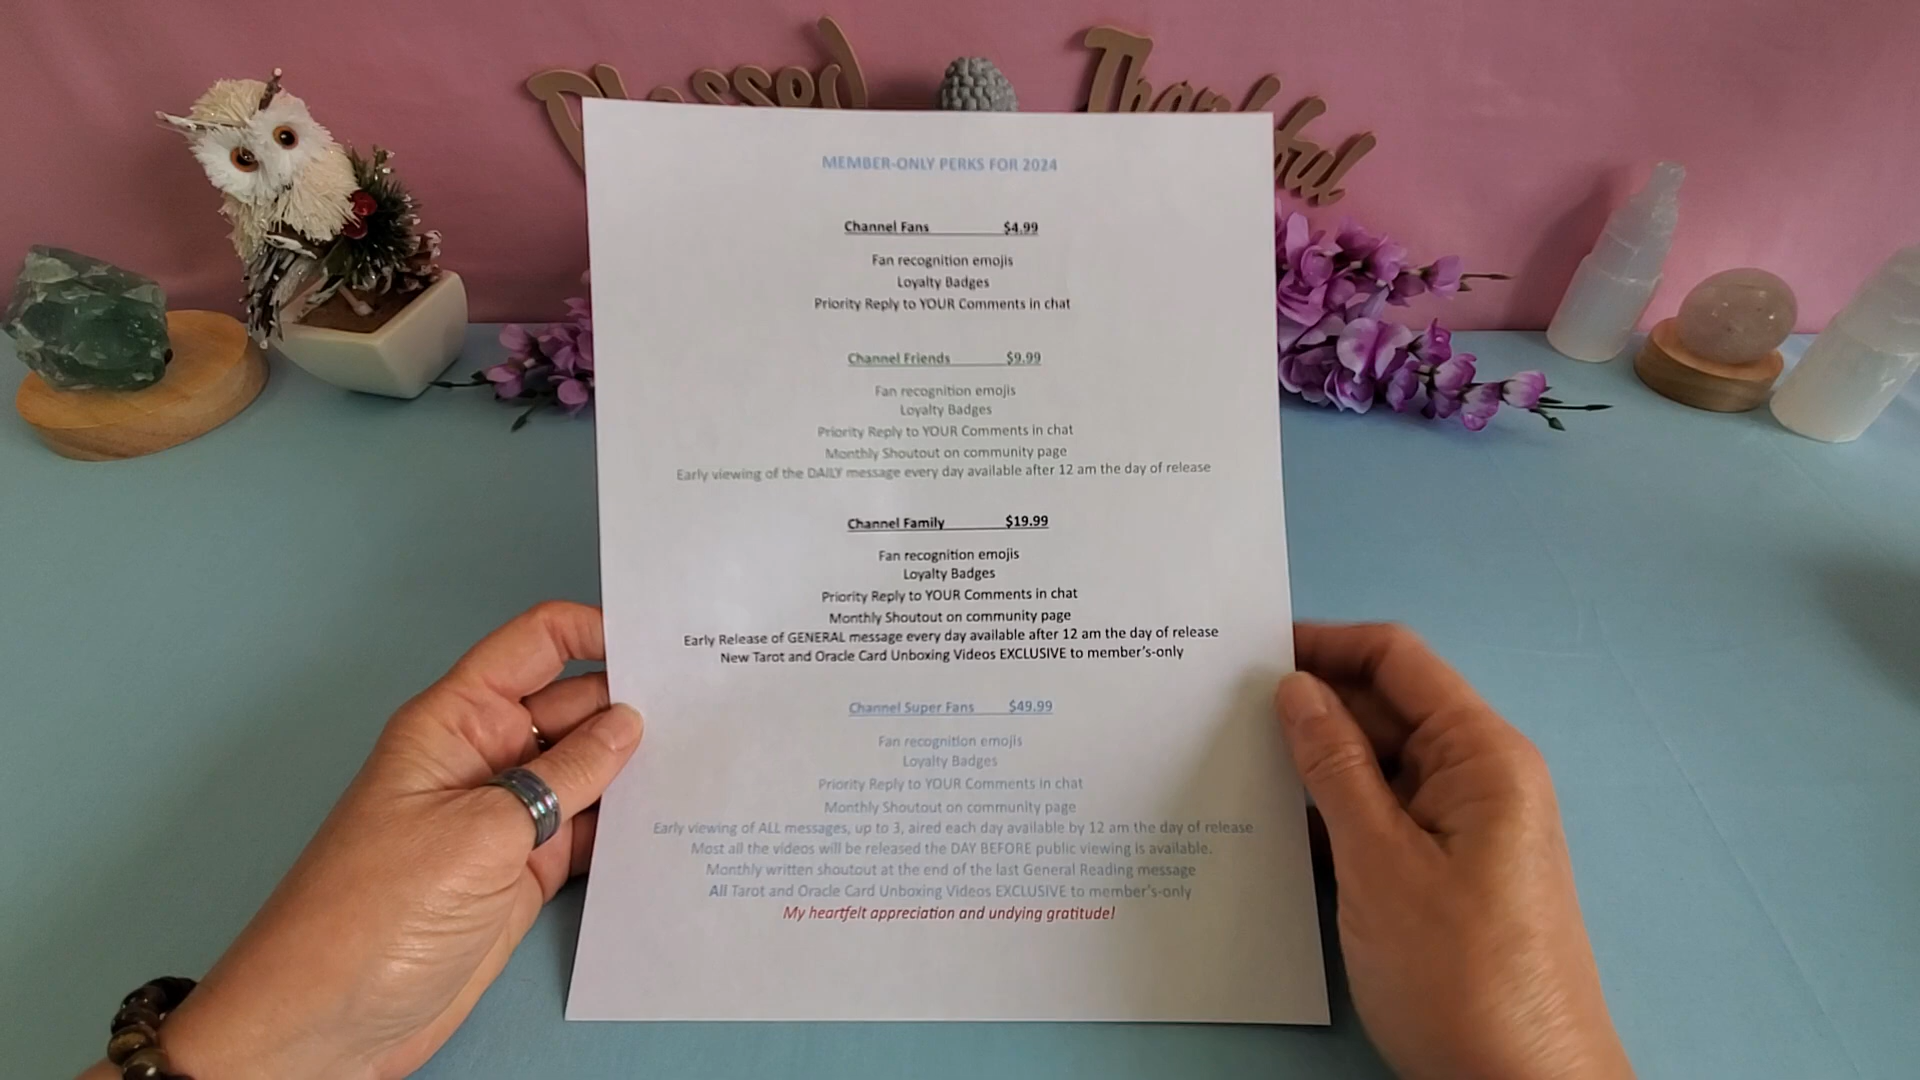 Blessed
Thankful
MEMBER-ONLY PERKS FOR 2024
Channel Fans $4.99
Fan recognition emojis
Loyalty Badges
Priority Reply to YOUR Comments in chat
Channel Friends $9.99
Fan recognition emojis
Loyalty Badges
Priority Reply to YOUR Comments in chat
Monthly Shoutout on community page
Early viewing of the DAILY message every day available after 12 am the day of release
Channel Family $19.99
Fan recognition emojis
Loyalty Badges
Priority Reply to YOUR Comments in chat
Monthly Shoutout on community page
Early Release of GENERAL message every day available after 12 am the day of release
New Tarot and Oracle Card Unboxing Videos EXCLUSIVE to member's-only
Channel Super Fans $49.99
Fan recognition emojis
Loyalty Badges
Priority Reply to YOUR Comments in chat
Monthly Shoutout on community page
Early viewing of ALL messages, up to 3, aired each day available by 12 am the day of release
Most all the videos will be released the DAY BEFORE public viewing is available.
Monthly written shoutout at the end of the last General Reading message
All Tarot and Oracle Card Unboxing Videos EXCLUSIVE to member's-only
My heartfelt appreciation and undying gratitude!